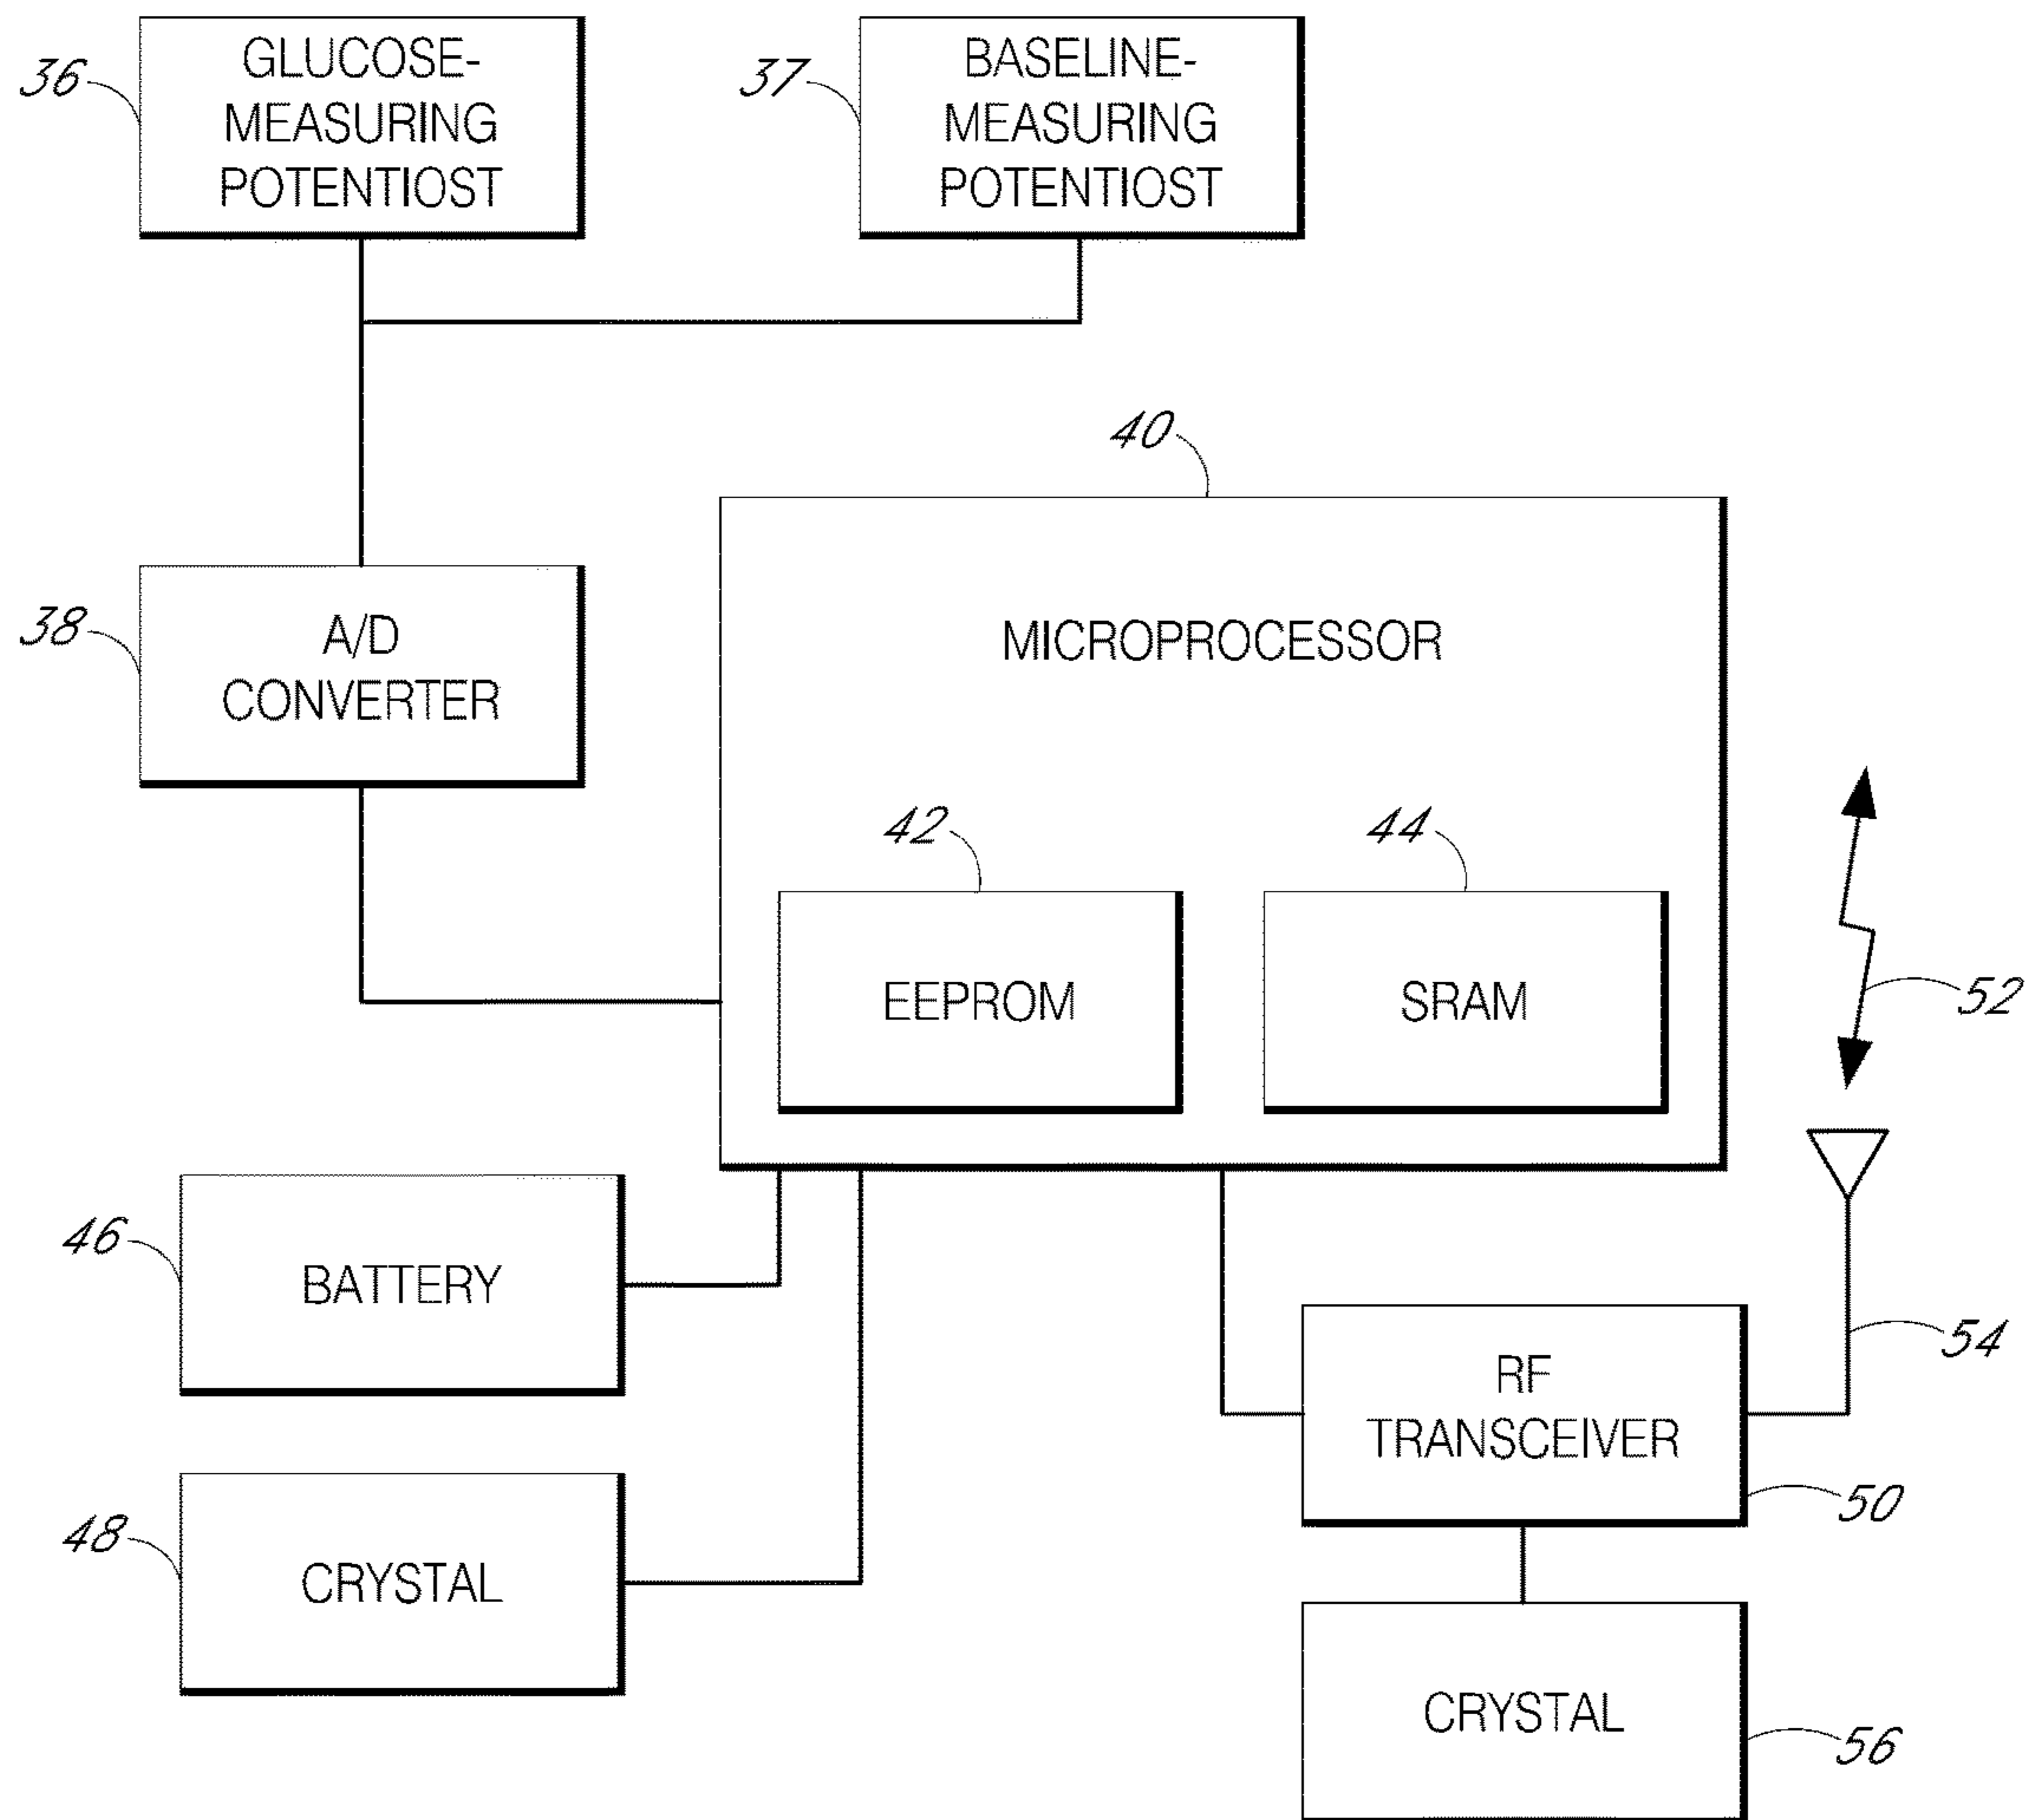 36
GLUCOSE-
MEASURING
POTENTIOST
37
BASELINE-
MEASURING
POTENTIOST
40
38
A/D
CONVERTER
MICROPROCESSOR
42
44
EEPROM
SRAM
52
46
BATTERY
54
RF
TRANSCEIVER
50
48
CRYSTAL
CRYSTAL
56